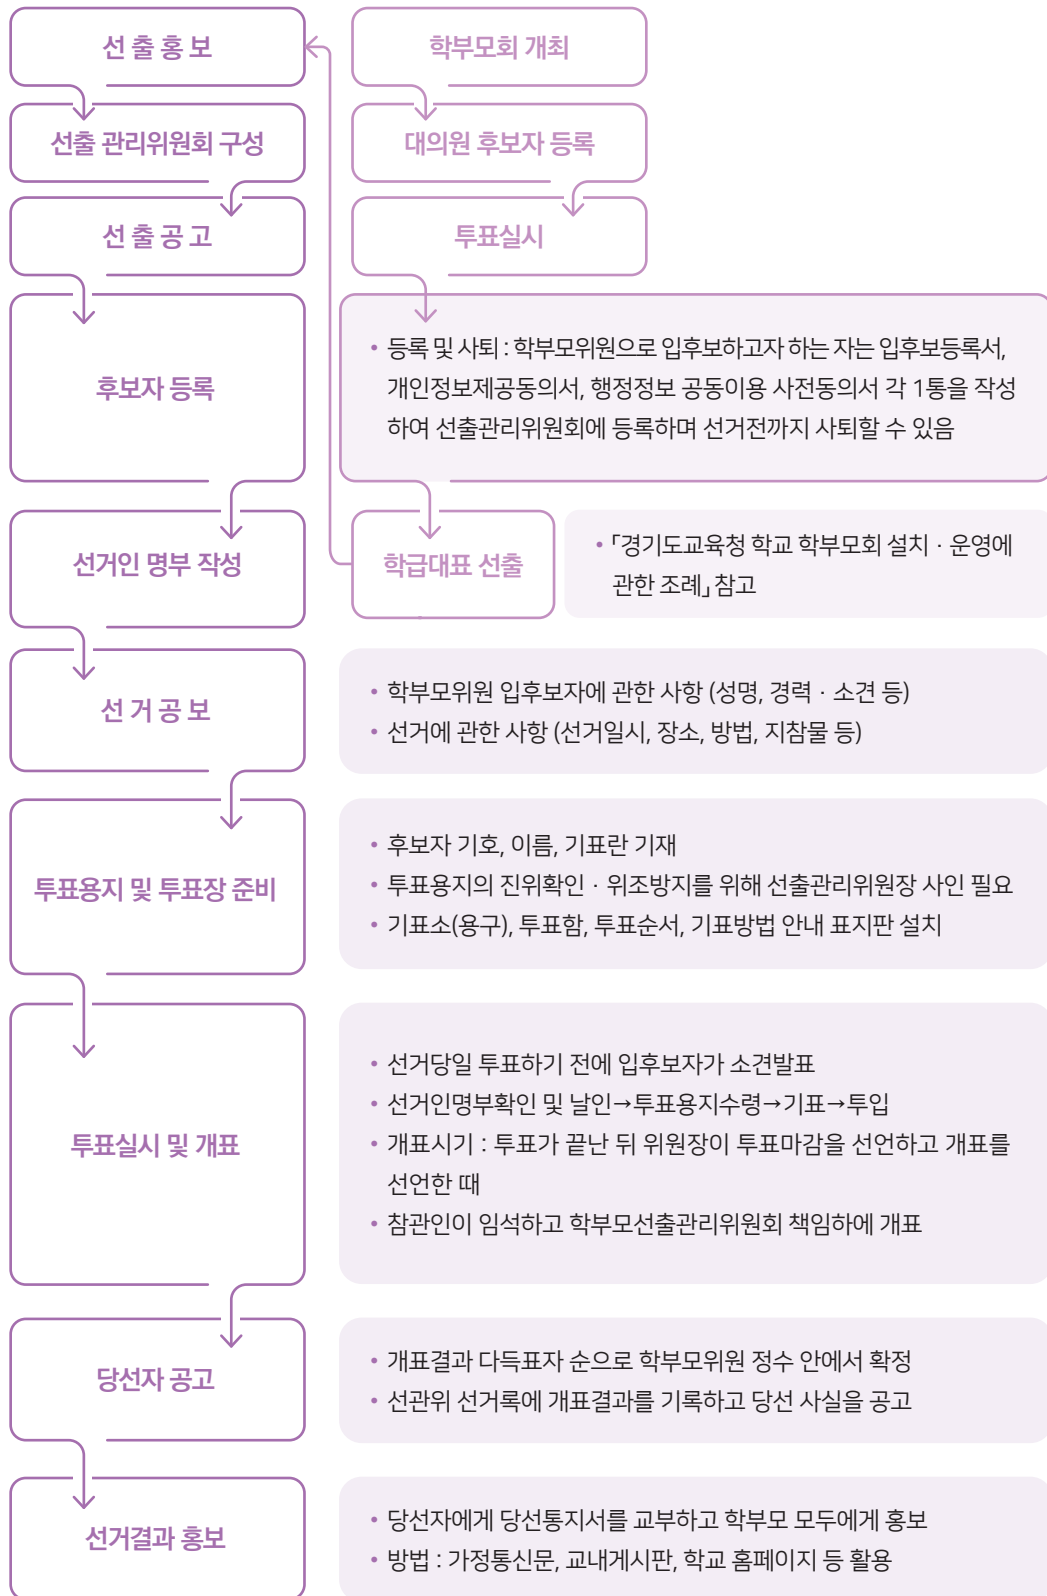 선 출 홍 보
학부모회 개최
선출 관리위원회 구성
대의원 후보자 등록
선 출 공 고
투표실시
후보자 등록
• 등록 및 사퇴 : 학부모위원으로 입후보하고자 하는 자는 입후보등록서,
개인정보제공동의서, 행정정보 공동이용 사전동의서 각 1통을 작성
하여 선출관리위원회에 등록하며 선거전까지 사퇴할 수 있음
선거인 명부 작성
학급대표 선출
• 「경기도교육청 학교 학부모회 설치 · 운영에
관한 조례」 참고
선 거 공 보
• 학부모위원 입후보자에 관한 사항 (성명, 경력 · 소견 등)
• 선거에 관한 사항 (선거일시, 장소, 방법, 지참물 등)
투표용지 및 투표장 준비
• 후보자 기호, 이름, 기표란 기재
• 투표용지의 진위확인 · 위조방지를 위해 선출관리위원장 사인 필요
• 기표소(용구), 투표함, 투표순서, 기표방법 안내 표지판 설치
투표실시 및 개표
• 선거당일 투표하기 전에 입후보자가 소견발표
• 선거인명부확인 및 날인→투표용지수령→기표→투입
• 개표시기 : 투표가 끝난 뒤 위원장이 투표마감을 선언하고 개표를
선언한 때
• 참관인이 임석하고 학부모선출관리위원회 책임하에 개표
당선자 공고
• 개표결과 다득표자 순으로 학부모위원 정수 안에서 확정
• 선관위 선거록에 개표결과를 기록하고 당선 사실을 공고
선거결과 홍보
• 당선자에게 당선통지서를 교부하고 학부모 모두에게 홍보
• 방법 : 가정통신문, 교내게시판, 학교 홈페이지 등 활용